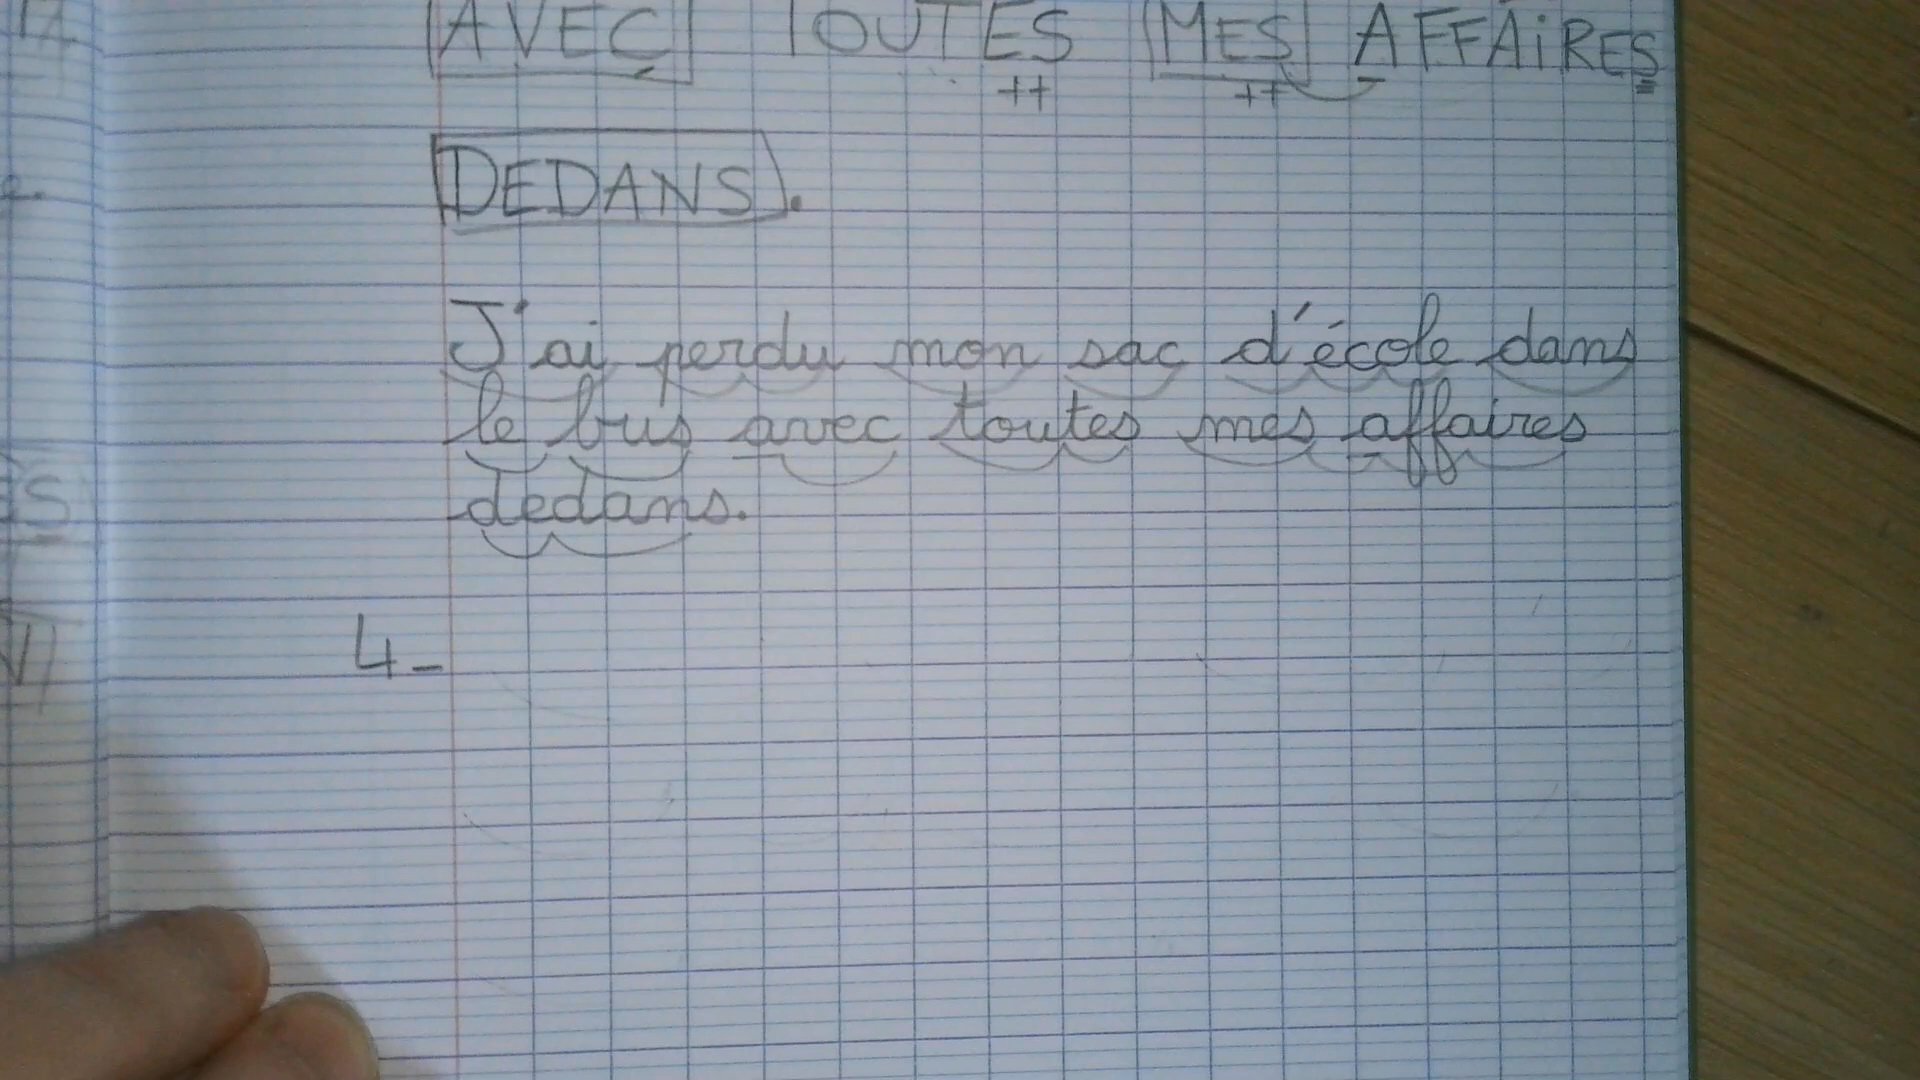 AVEC TOUTES MES AFFAiRES
++ ++
DEDANS.
J'ai perdu mon sac d'école dans
le bus avec toutes mes affaires
dedans.
4-